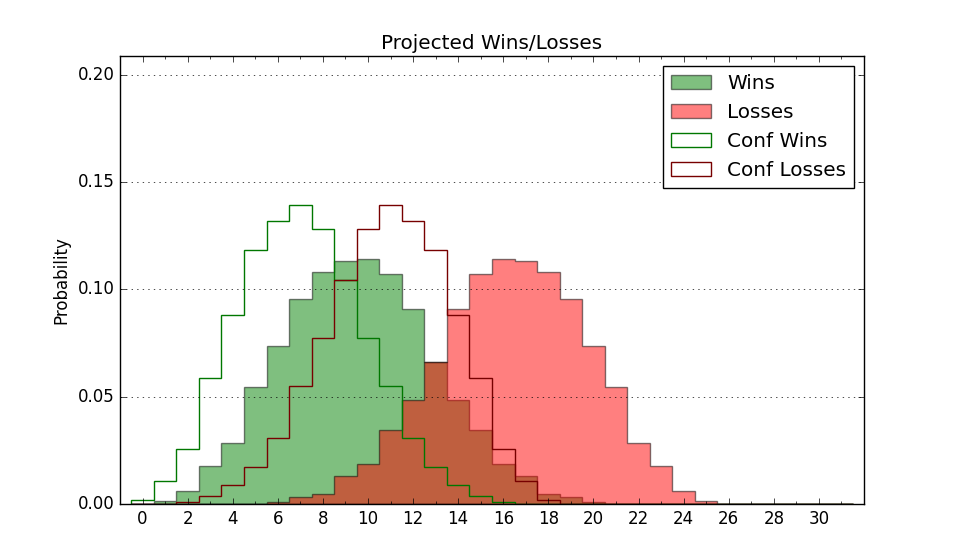 Projected Wins/Losses
0.20
0.15
0.10
0.05
0.00
Probability
Wins
Losses
Conf Wins
Conf Losses
0 2 4 6 8 10 12 14 16 18 20 22 24 26 28 30